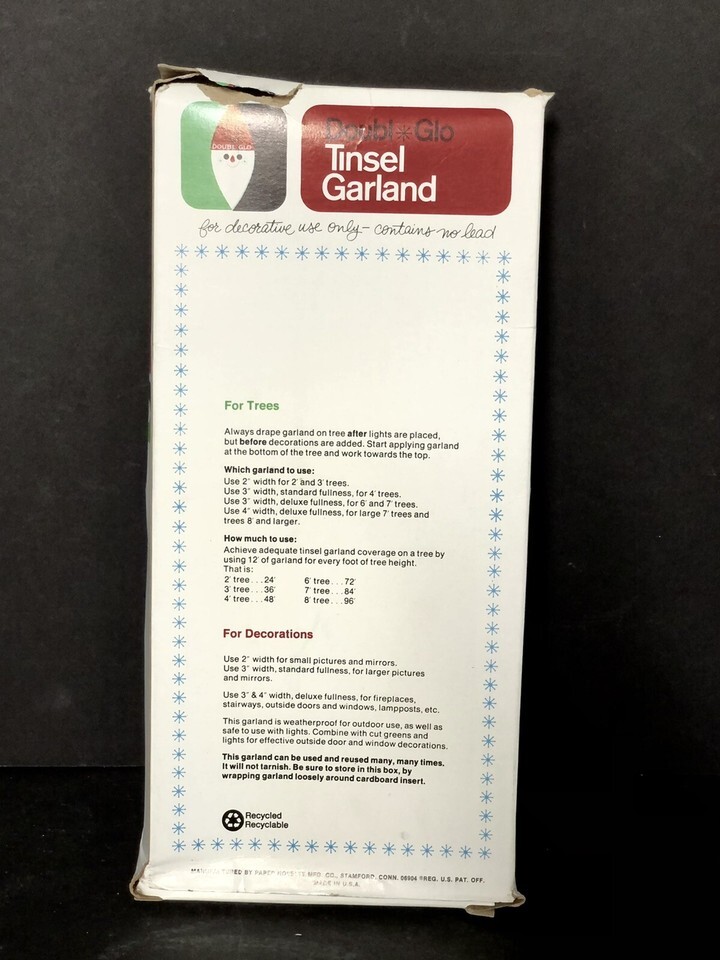 DOUBL GLO
Doubl Glo
Tinsel
Garland
for decorative use only - contains no lead
For Trees
Always drape garland on tree after lights are placed,
but before decorations are added. Start applying garland
at the bottom of the tree and work towards the top.
Which garland to use:
Use 2" width for 2' and 3' trees.
Use 3" width, standard fullness, for 4' trees.
Use 3" width, deluxe fullness, for 6' and 7' trees.
Use 4" width, deluxe fullness, for large 7' trees and
trees 8' and larger.
How much to use:
Achieve adequate tinsel garland coverage on a tree by
using 12' of garland for every foot of tree height.
That is:
2' tree...24' 6' tree...72'
3' tree...36' 7' tree...84'
4' tree...48' 8' tree...96'
For Decorations
Use 2" width for small pictures and mirrors.
Use 3" width, standard fullness, for larger pictures
and mirrors.
Use 3" & 4" width, deluxe fullness, for fireplaces,
stairways, outside doors and windows, lampposts, etc.
This garland is weatherproof for outdoor use, as well as
safe to use with lights. Combine with cut greens and
lights for effective outside door and window decorations.
This garland can be used and reused many, many times.
It will not tarnish. Be sure to store in this box, by
wrapping garland loosely around cardboard insert.
Recycled
Recyclable
MANUFACTURED BY PAPER MFG. CO., STAMFORD, CONN. 06904 ®REG. U.S. PAT. OFF.
MADE IN U.S.A.